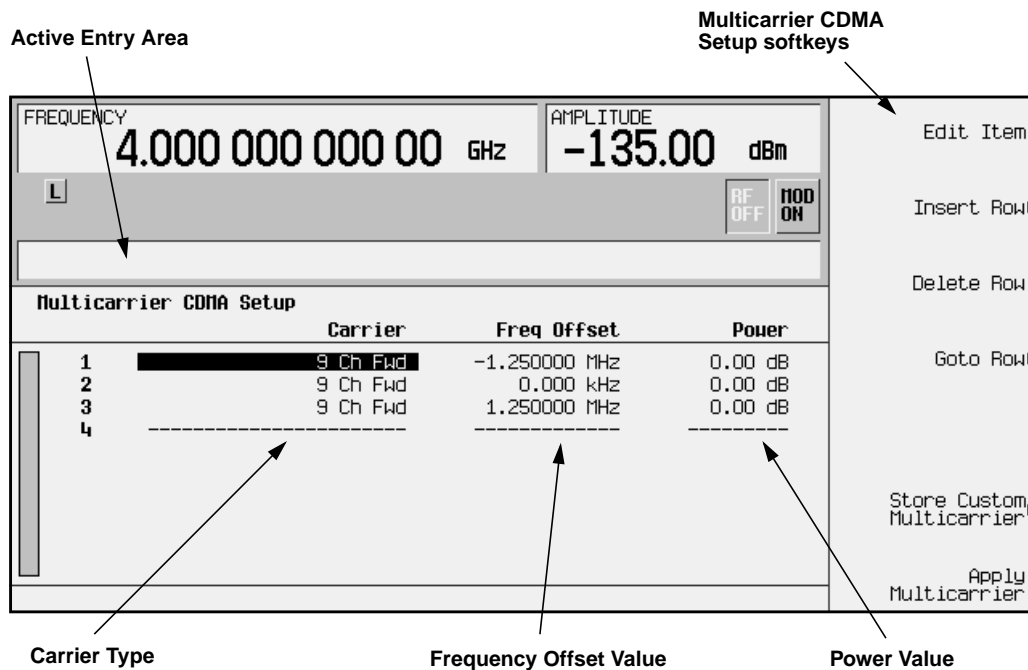 Active Entry Area
Multicarrier CDMA
Setup softkeys
FREQUENCY
4.000 000 000 00 GHz
AMPLITUDE
-135.00 dBm
L
RF
OFF
MOD
ON
Multicarrier CDMA Setup
Carrier Freq Offset Power
1 9 Ch Fwd -1.250000 MHz 0.00 dB
2 9 Ch Fwd 0.000 kHz 0.00 dB
3 9 Ch Fwd 1.250000 MHz 0.00 dB
4 ----------------------- ------------- ---------
Edit Item
Insert Row
Delete Row
Goto Row
Store Custom
Multicarrier
Apply
Multicarrier
Carrier Type
Frequency Offset Value
Power Value